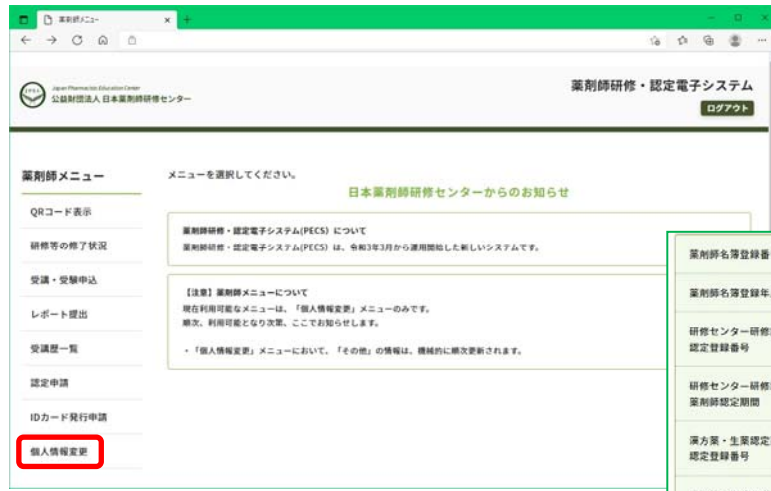 薬剤師メニュー
Japan Pharmacists Education Center
公益財団法人 日本薬剤師研修センター
薬剤師研修・認定電子システム
ログアウト
薬剤師メニュー
QRコード表示
研修等の修了状況
受講・受験申込
レポート提出
受講歴一覧
認定申請
IDカード発行申請
個人情報変更
メニューを選択してください。
日本薬剤師研修センターからのお知らせ
薬剤師研修・認定電子システム(PECS) について
薬剤師研修・認定電子システム(PECS) は、令和3年3月から運用開始した新しいシステムです。
【注意】薬剤師メニューについて
現在利用可能なメニューは、「個人情報変更」メニューのみです。
順次、利用可能となり次第、ここでお知らせします。
・「個人情報変更」メニューにおいて、「その他」の情報は、機械的に順次更新されます。
薬剤師名簿登録番
薬剤師名簿登録年
研修センター研修
認定登録番号
研修センター研修
薬剤師認定期間
漢方薬・生薬認定
認定登録番号